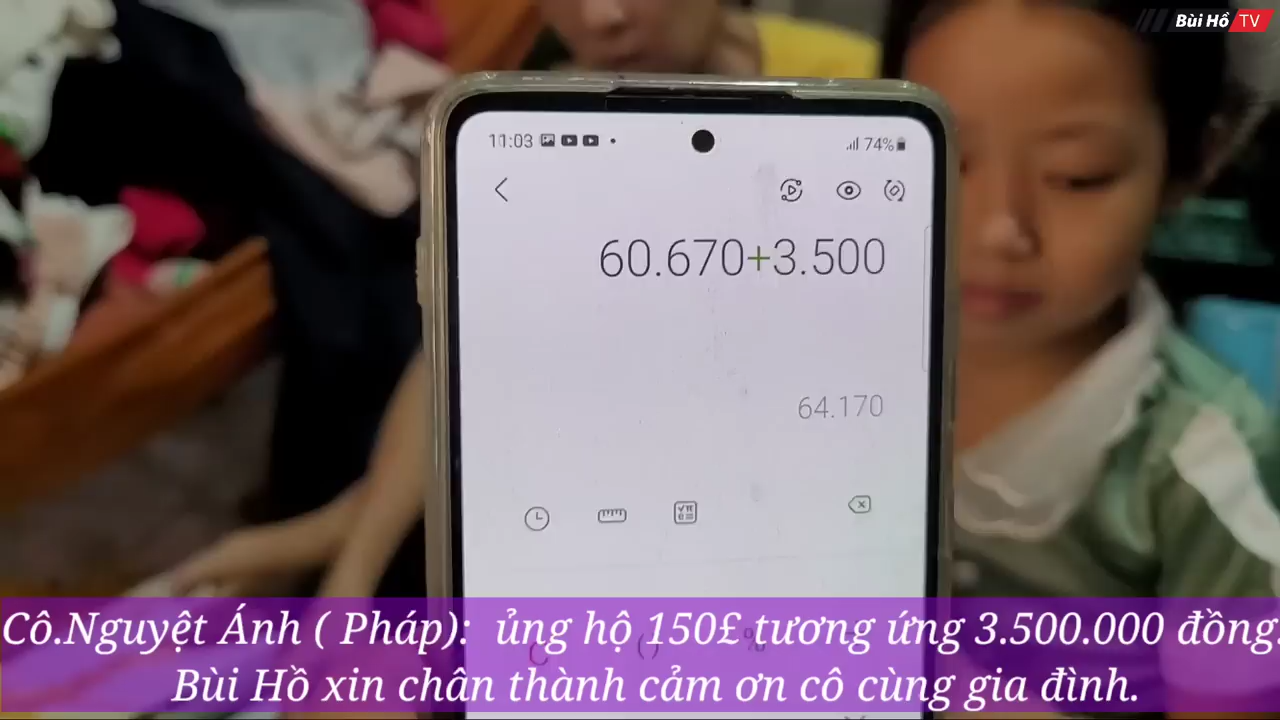 Bùi Hồ TV
11:03 74%
60.670+3.500
64.170
C ( ) %
Cô.Nguyệt Ánh ( Pháp): ủng hộ 150£ tương ứng 3.500.000 đồng.
Bùi Hồ xin chân thành cảm ơn cô cùng gia đình.